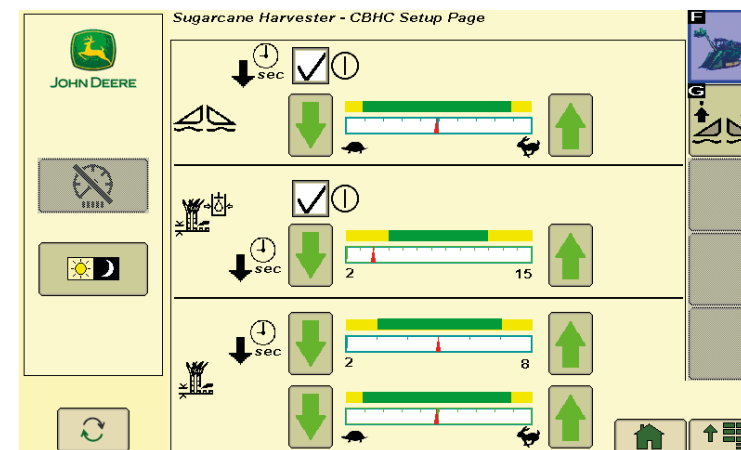 Sugarcane Harvester - CBHC Setup Page
F
JOHN DEERE
sec
G
sec
2 15
sec
2 8